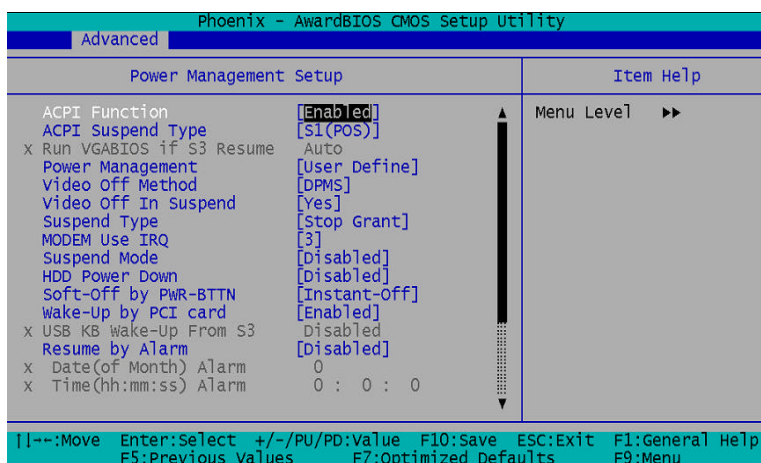 Phoenix - AwardBIOS CMOS Setup Utility
Advanced
Power Management Setup
Item Help
ACPI Function [Enabled]
Menu Level ▶▶
ACPI Suspend Type [S1(POS)]
x Run VGABIOS if S3 Resume Auto
Power Management [User Define]
Video Off Method [DPMS]
Video Off In Suspend [Yes]
Suspend Type [Stop Grant]
MODEM Use IRQ [3]
Suspend Mode [Disabled]
HDD Power Down [Disabled]
Soft-Off by PWR-BTTN [Instant-Off]
Wake-Up by PCI card [Enabled]
x USB KB Wake-Up From S3 Disabled
Resume by Alarm [Disabled]
x Date(of Month) Alarm 0
x Time(hh:mm:ss) Alarm 0 : 0 : 0
↑↓→←:Move Enter:Select +/-/PU/PD:Value F10:Save ESC:Exit F1:General Help
F5:Previous Values F7:Optimized Defaults F9:Menu